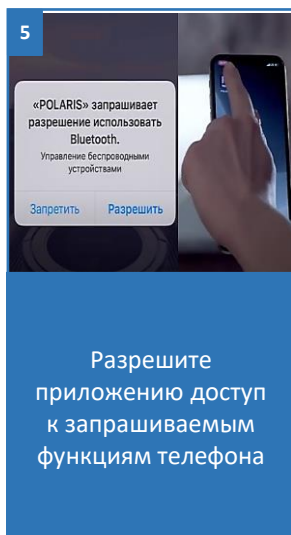 5
«POLARIS» запрашивает
разрешение использовать
Bluetooth.
Управление беспроводными
устройствами
Запретить Разрешить
Разрешите
приложению доступ
к запрашиваемым
функциям телефона